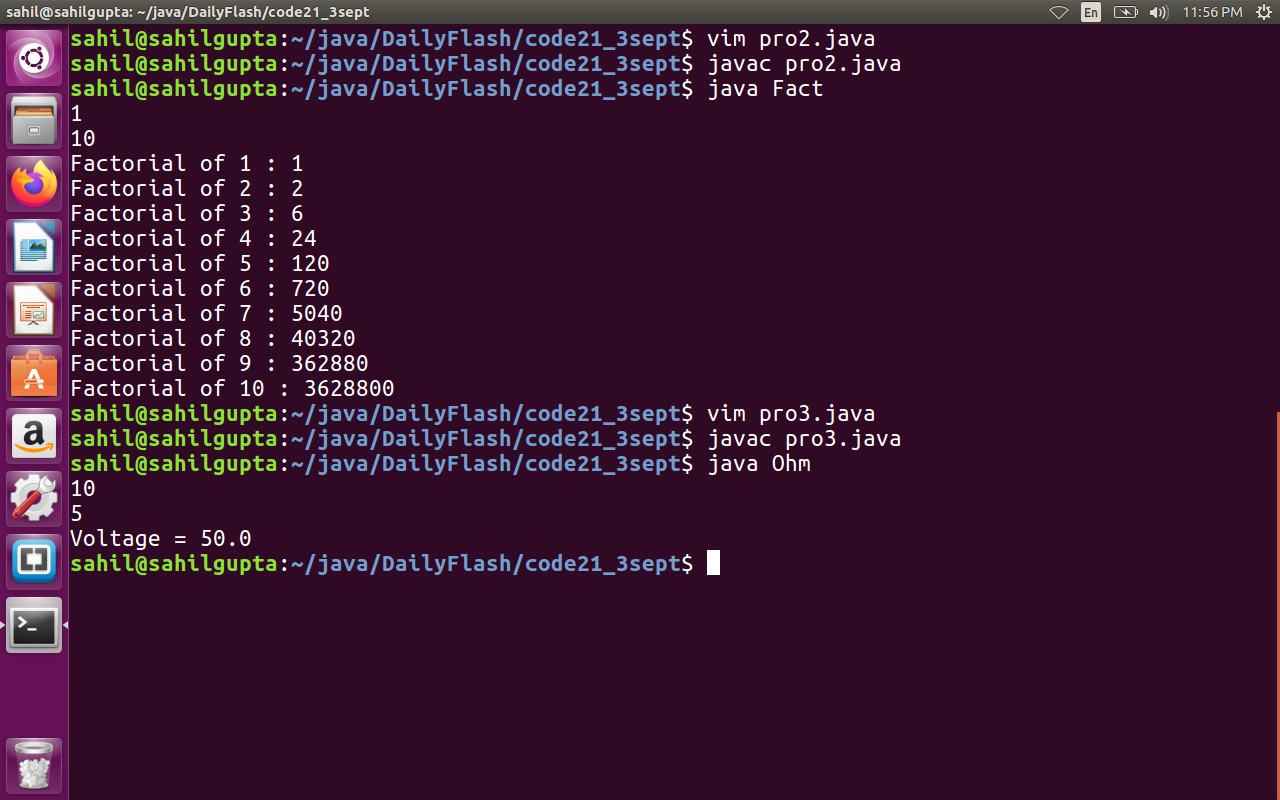 sahil@sahilgupta: ~/java/DailyFlash/code21_3sept
En
11:56 PM
sahil@sahilgupta:~/java/DailyFlash/code21_3sept$ vim pro2.java
sahil@sahilgupta:~/java/DailyFlash/code21_3sept$ javac pro2.java
sahil@sahilgupta:~/java/DailyFlash/code21_3sept$ java Fact
1
10
Factorial of 1 : 1
Factorial of 2 : 2
Factorial of 3 : 6
Factorial of 4 : 24
Factorial of 5 : 120
Factorial of 6 : 720
Factorial of 7 : 5040
Factorial of 8 : 40320
Factorial of 9 : 362880
Factorial of 10 : 3628800
sahil@sahilgupta:~/java/DailyFlash/code21_3sept$ vim pro3.java
sahil@sahilgupta:~/java/DailyFlash/code21_3sept$ javac pro3.java
sahil@sahilgupta:~/java/DailyFlash/code21_3sept$ java Ohm
10
5
Voltage = 50.0
sahil@sahilgupta:~/java/DailyFlash/code21_3sept$